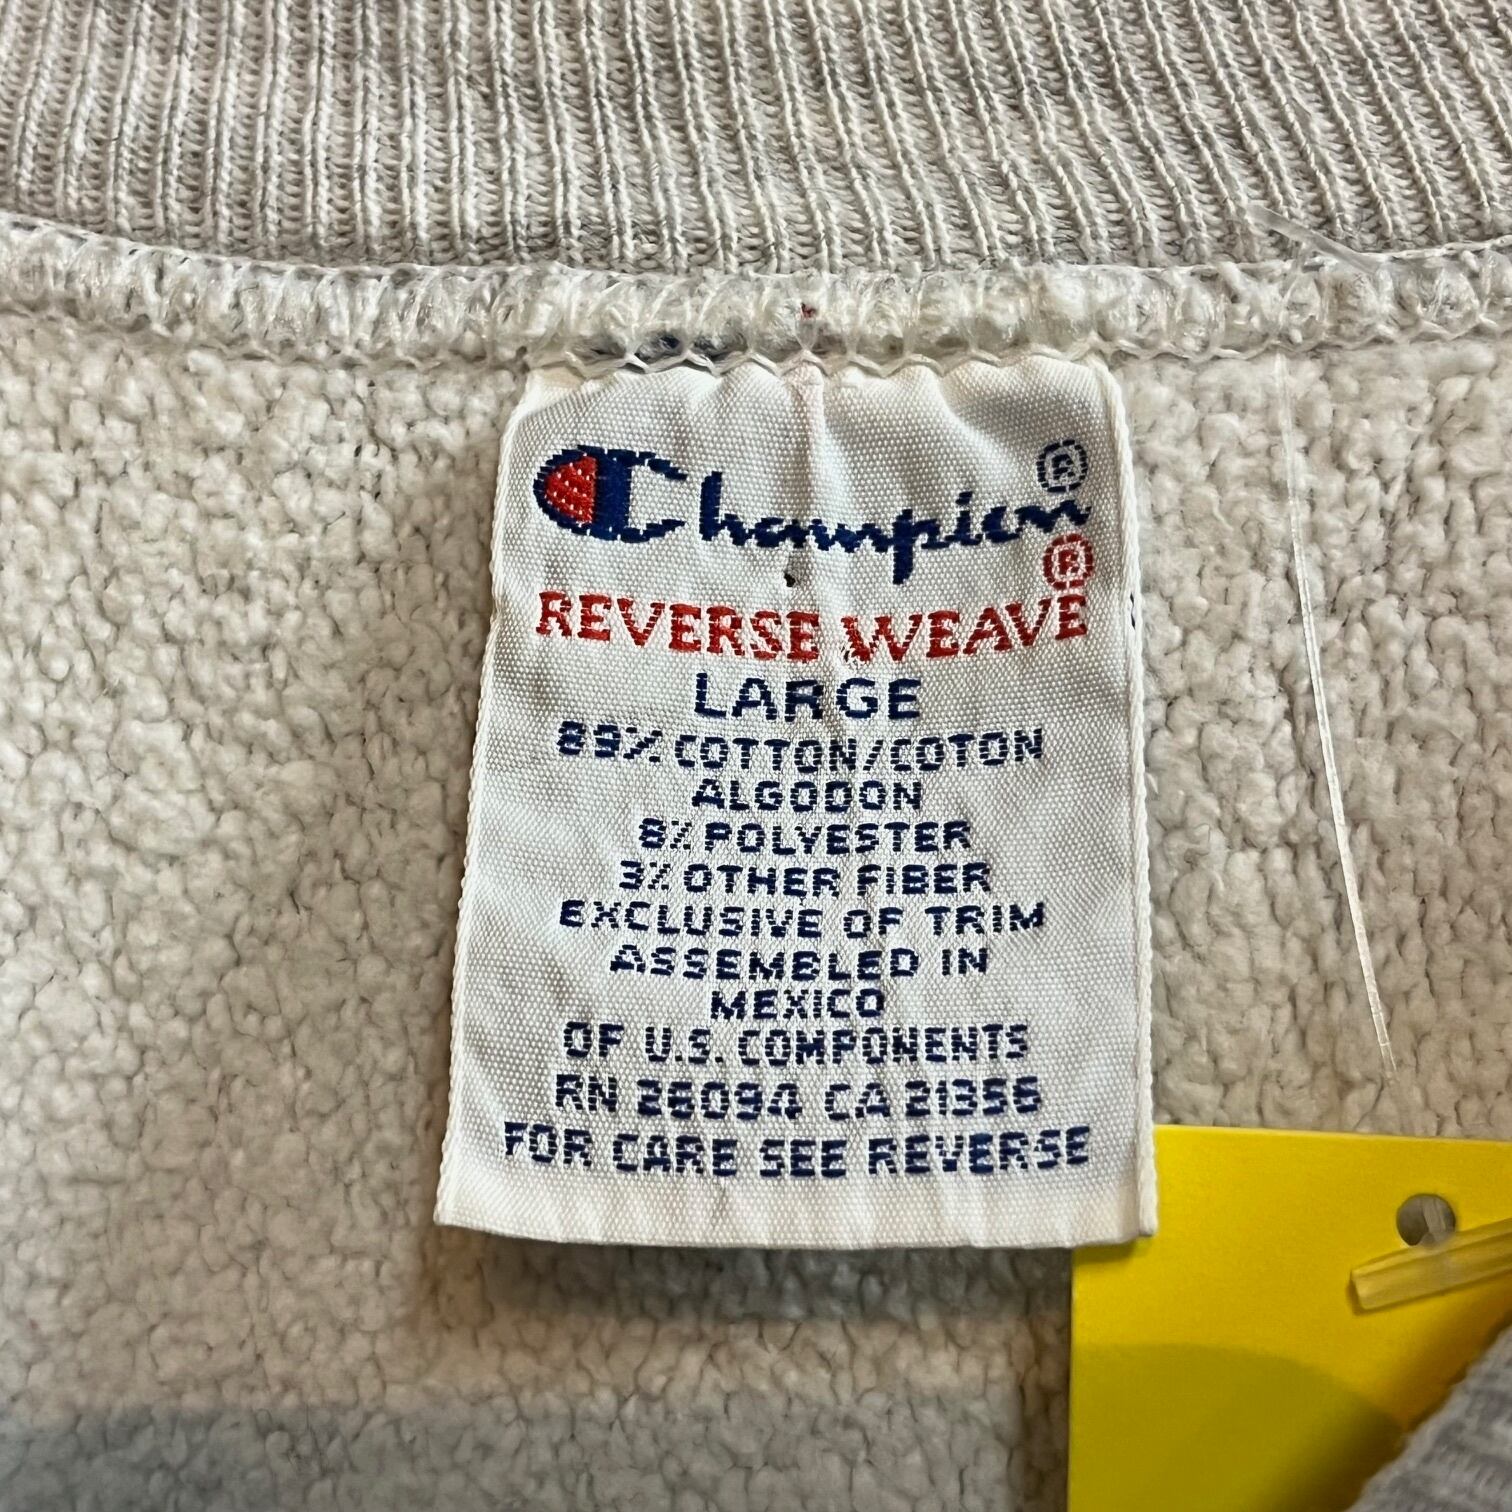 Champion®
REVERSE WEAVE®
LARGE
89% COTTON/COTON
ALGODON
8% POLYESTER
3% OTHER FIBER
EXCLUSIVE OF TRIM
ASSEMBLED IN
MEXICO
OF U.S. COMPONENTS
RN 26094 CA 21356
FOR CARE SEE REVERSE